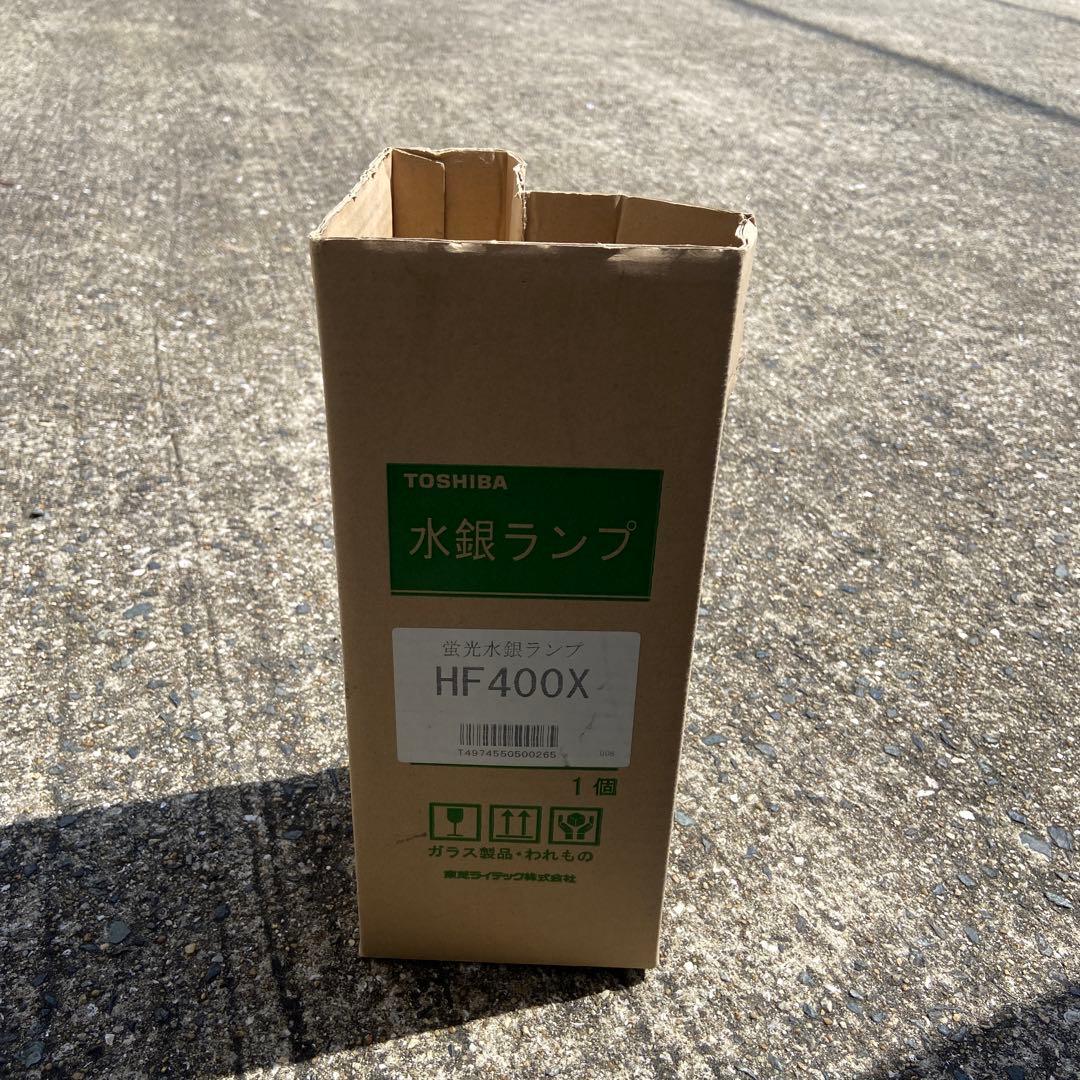 TOSHIBA
水銀ランプ
蛍光水銀ランプ
HF400X
T4974550500265
1個
ガラス製品・われもの
東芝ライテック株式会社